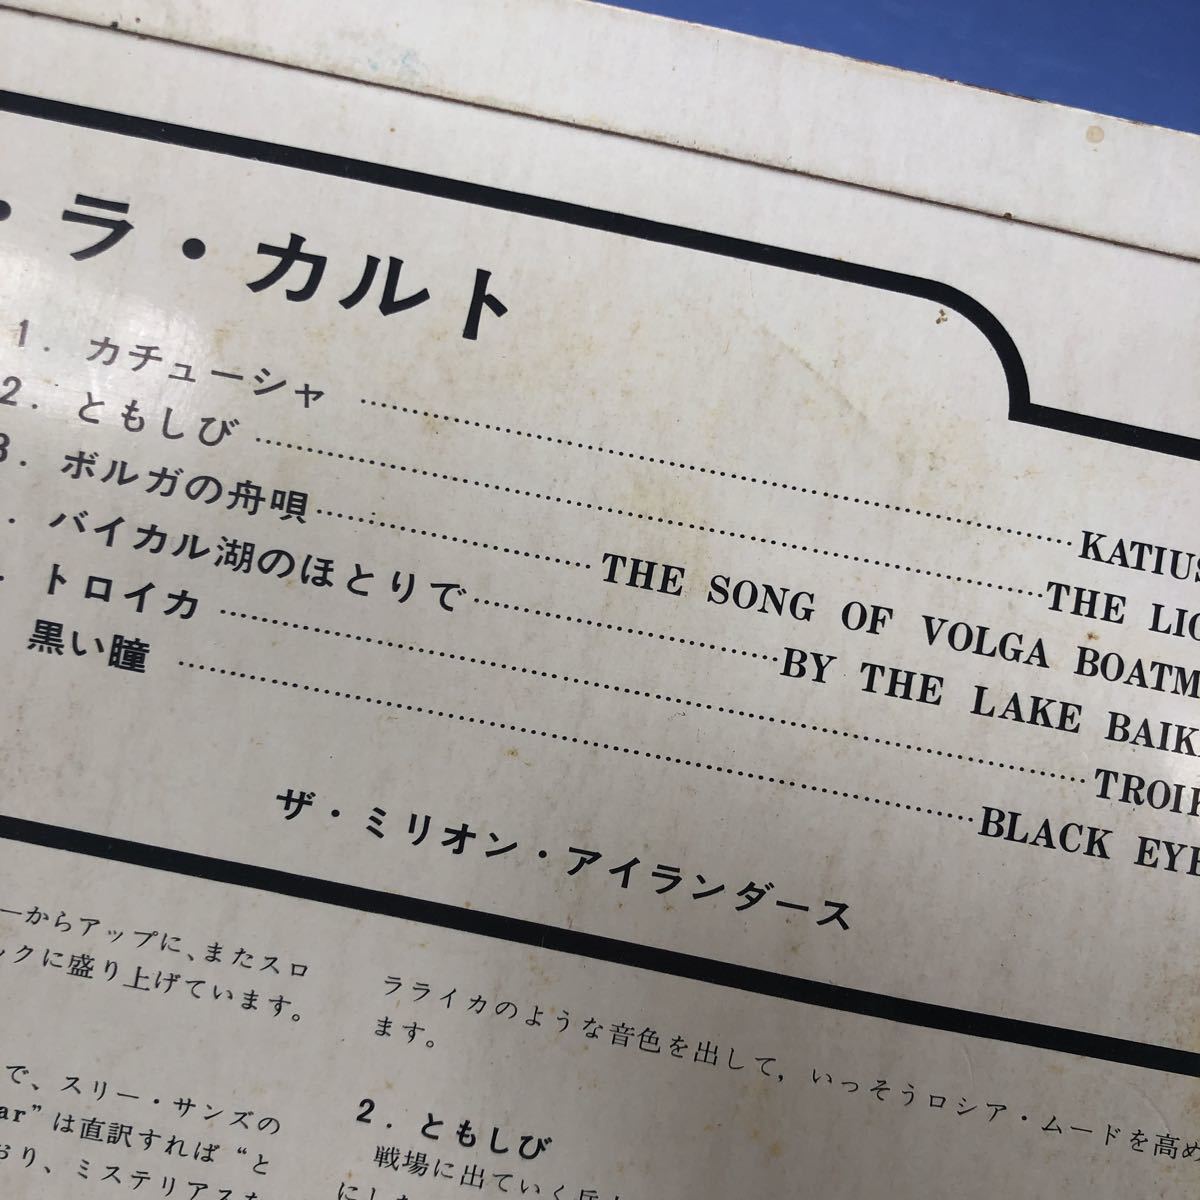 ・ラ・カルト
1. カチューシャ ……… KATIUS
2. ともしび ……… THE LIG
3. ボルガの舟唄 ……… THE SONG OF VOLGA BOATM
. バイカル湖のほとりで ……… BY THE LAKE BAIK
. トロイカ ……… TROIK
黒い瞳 ……… BLACK EYE
ザ・ミリオン・アイランダース
ーからアップに、またスロ
ックに盛り上げています。
で、スリー・サンズの
ar”は直訳すれば“と
おり、ミステリアスな
ラライカのような音色を出して，いっそうロシア・ムードを高め
ます。
2. ともしび
戦場に出ていく兵
にした